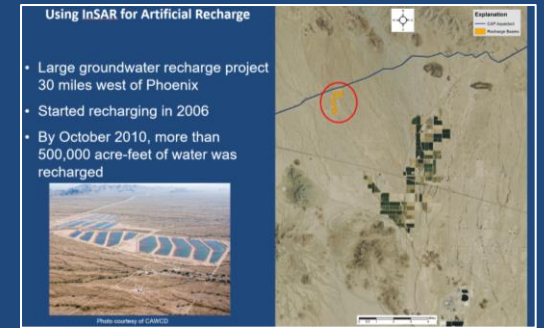 Using InSAR for Artificial Recharge
• Large groundwater recharge project
30 miles west of Phoenix
• Started recharging in 2006
• By October 2010, more than
500,000 acre-feet of water was
recharged
Photo courtesy of CAWCD
Explanation
CAP Aqueduct
Recharge Basins